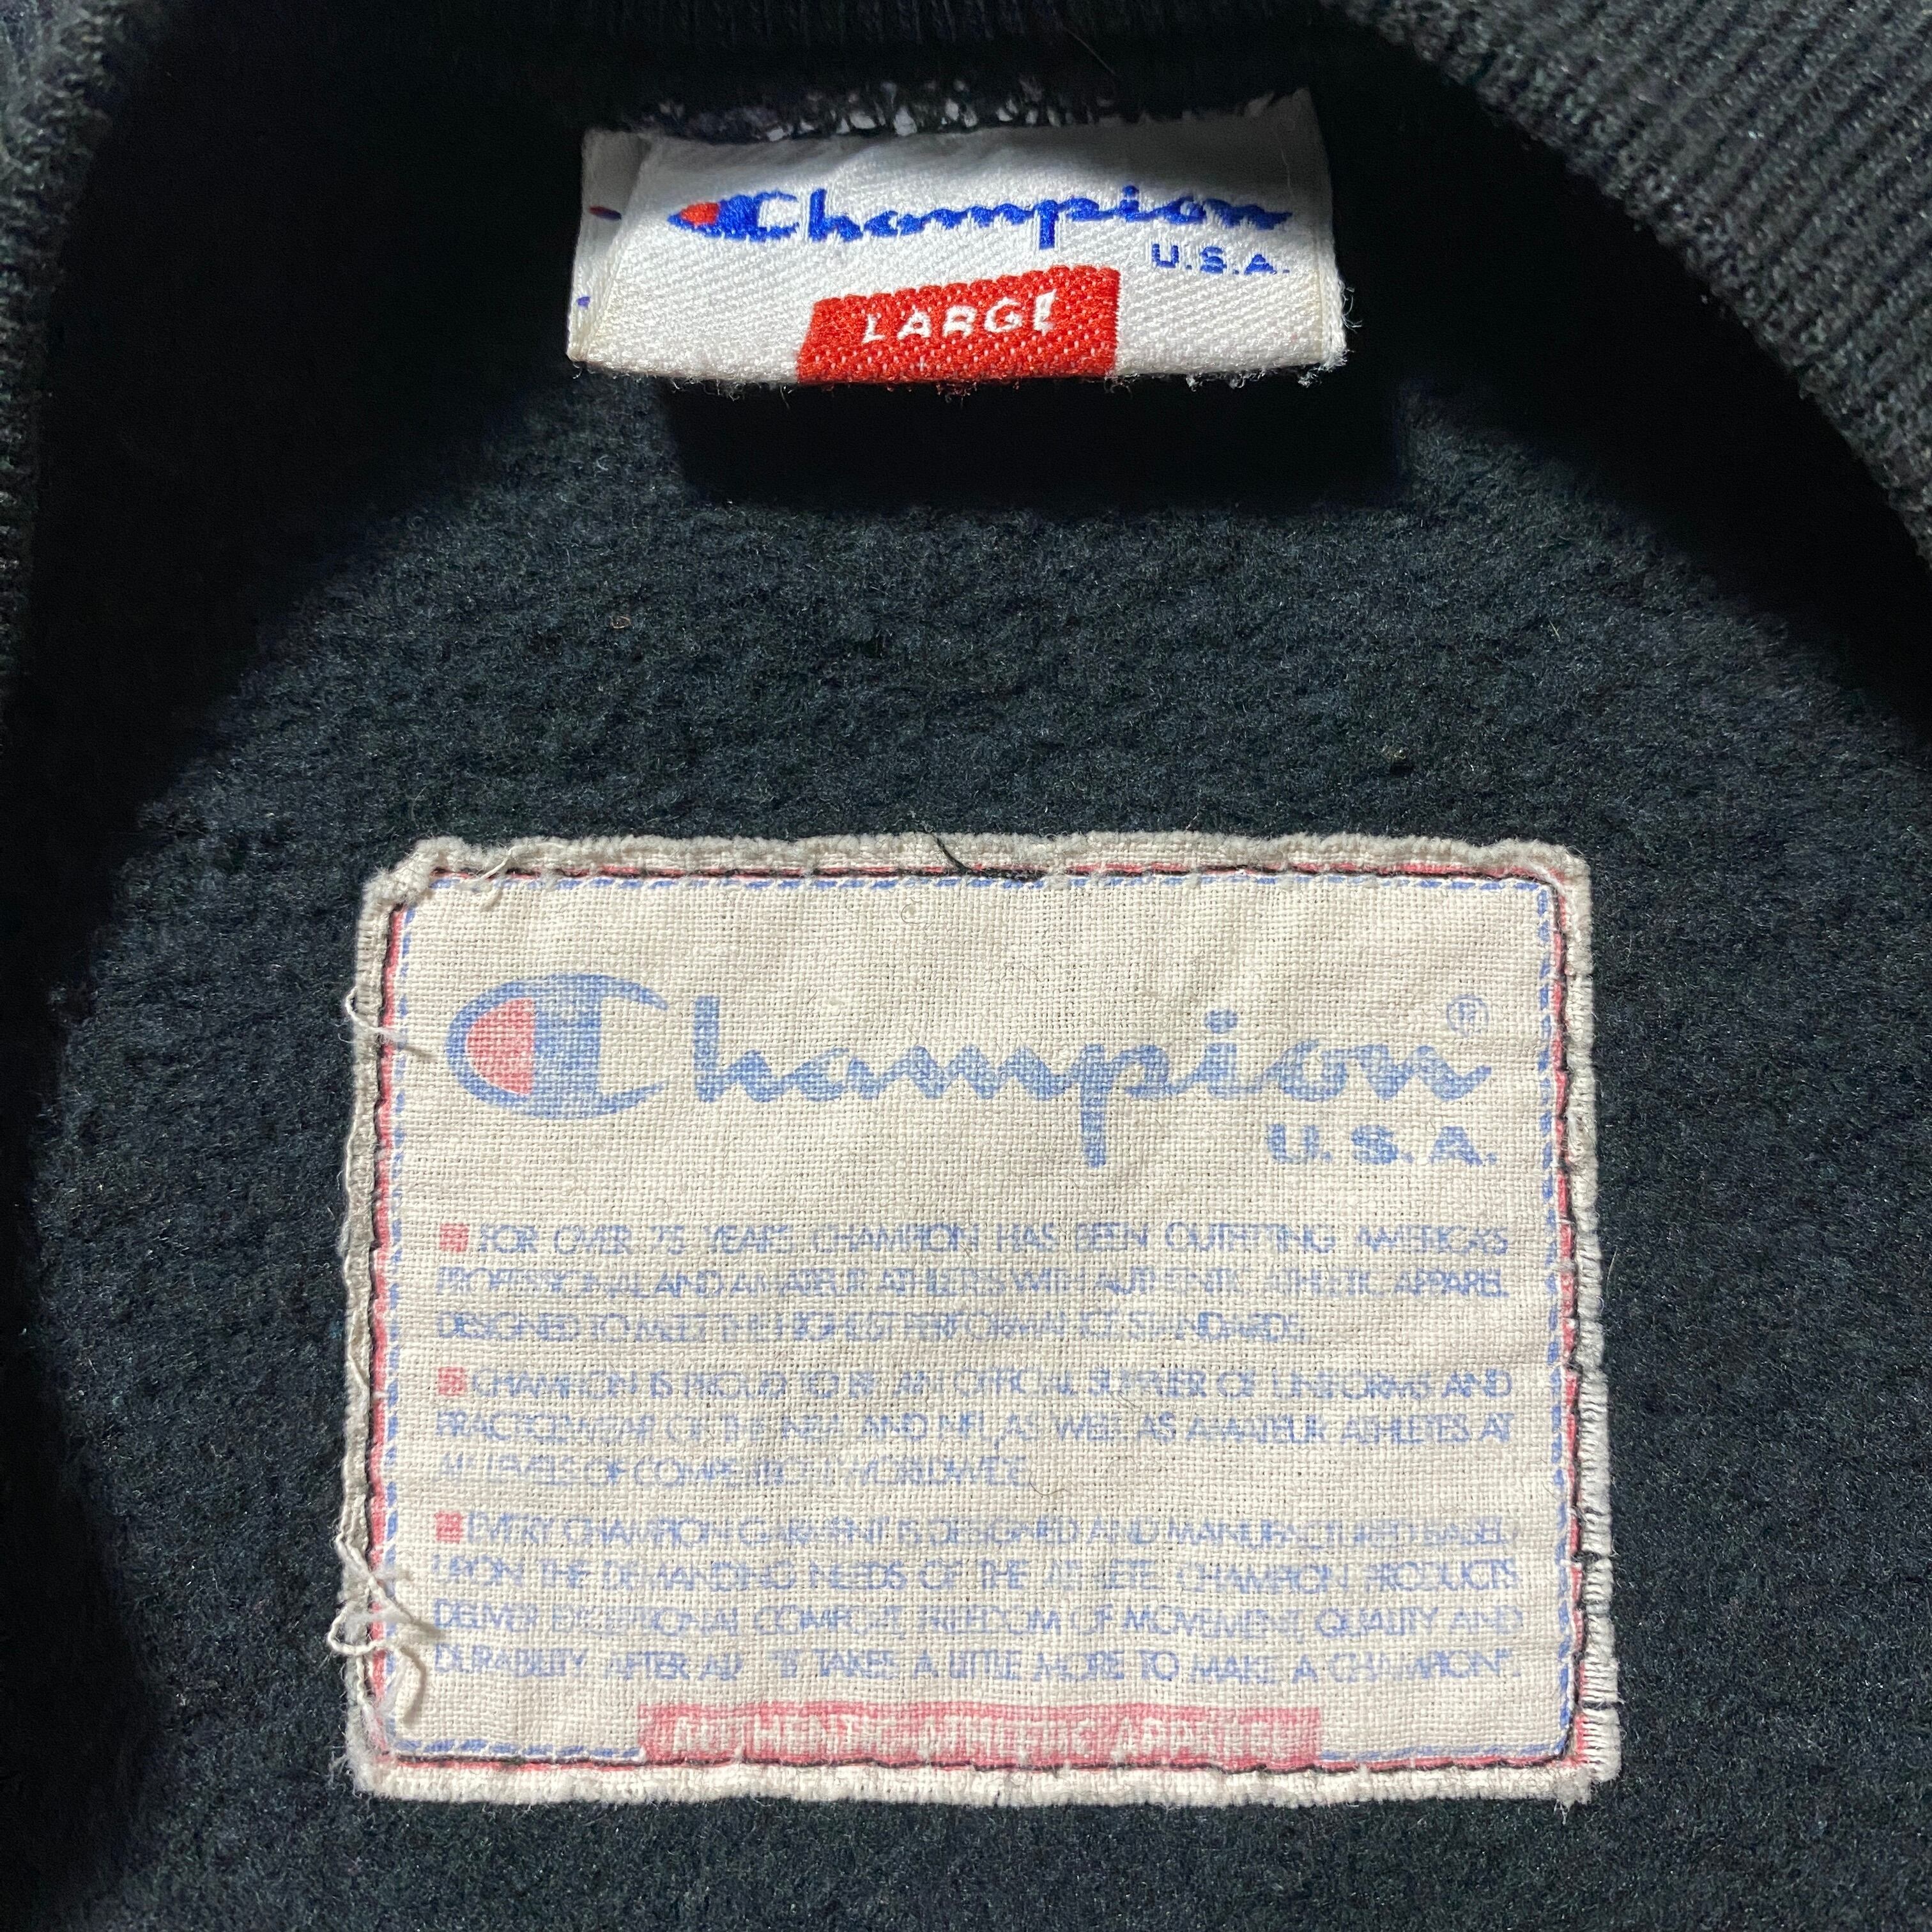 Champion
U.S.A.
LARGE
Champion®
U.S.A.
FOR OVER 75 YEARS CHAMPION HAS BEEN OUTFITTING AMERICA'S
PROFESSIONAL AND AMATEUR ATHLETES WITH AUTHENTIC ATHLETIC APPAREL
DESIGNED TO MEET THE HIGHEST PERFORMANCE STANDARDS.
CHAMPION IS PROUD TO BE AN OFFICIAL SUPPLIER OF UNIFORMS AND
PRACTICEWEAR OF THE NBA AND NFL, AS WELL AS AMATEUR ATHLETES AT
ALL LEVELS OF COMPETITION WORLDWIDE.
EVERY CHAMPION GARMENT IS DESIGNED AND MANUFACTURED BASED
UPON THE DEMANDING NEEDS OF THE ATHLETE. CHAMPION PRODUCTS
DELIVER EXCEPTIONAL COMFORT, FREEDOM OF MOVEMENT, QUALITY AND
DURABILITY. AFTER ALL, "IT TAKES A LITTLE MORE TO MAKE A CHAMPION".
AUTHENTIC ATHLETIC APPAREL